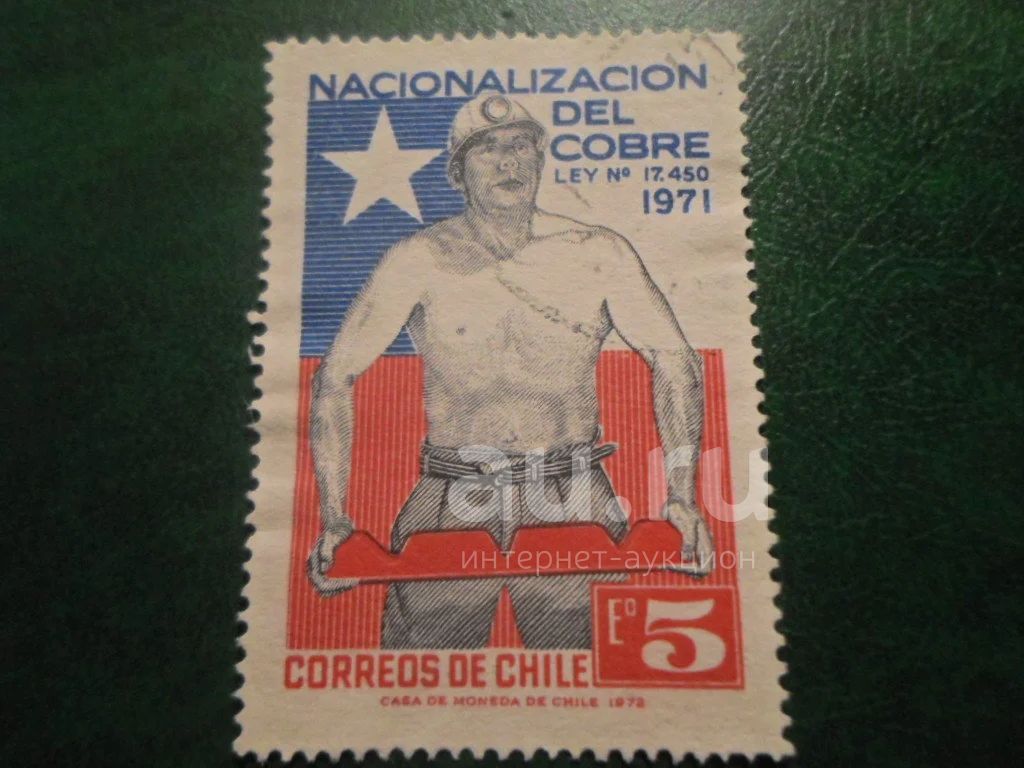 NACIONALIZACION
DEL
COBRE
LEY Nº 17.450
1971
au.ru
интернет-аукцион
Eº 5
CORREOS DE CHILE
CASA DE MONEDA DE CHILE 1972